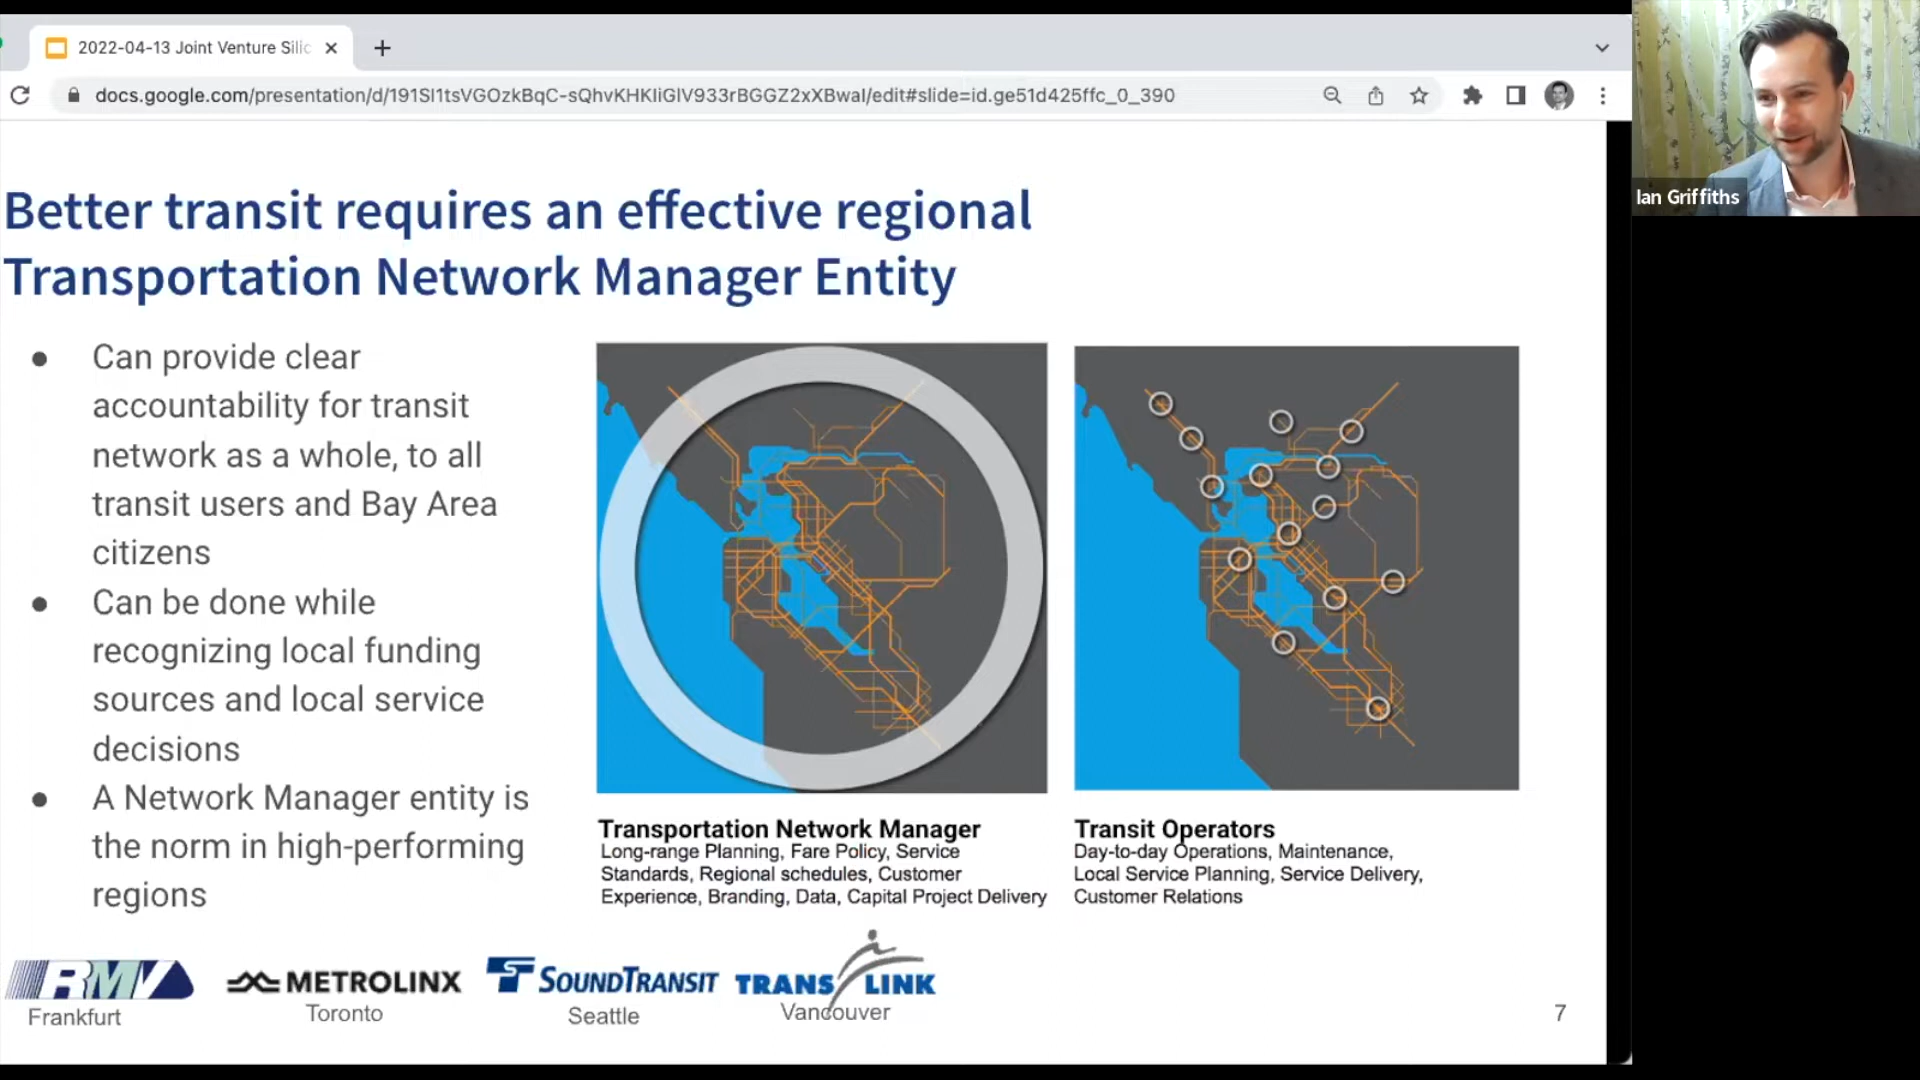 2022-04-13 Joint Venture Silic
docs.google.com/presentation/d/191Sl1tsVGOzkBqC-sQhvKHKIiGlV933rBGGZ2xXBwaI/edit#slide=id.ge51d425ffc_0_390
Ian Griffiths
Better transit requires an effective regional
Transportation Network Manager Entity
● Can provide clear
accountability for transit
network as a whole, to all
transit users and Bay Area
citizens
● Can be done while
recognizing local funding
sources and local service
decisions
● A Network Manager entity is
the norm in high-performing
regions
Transportation Network Manager
Long-range Planning, Fare Policy, Service
Standards, Regional schedules, Customer
Experience, Branding, Data, Capital Project Delivery
Transit Operators
Day-to-day Operations, Maintenance,
Local Service Planning, Service Delivery,
Customer Relations
RMV
Frankfurt
METROLINX
Toronto
SOUNDTRANSIT
Seattle
TRANS LINK
Vancouver
7